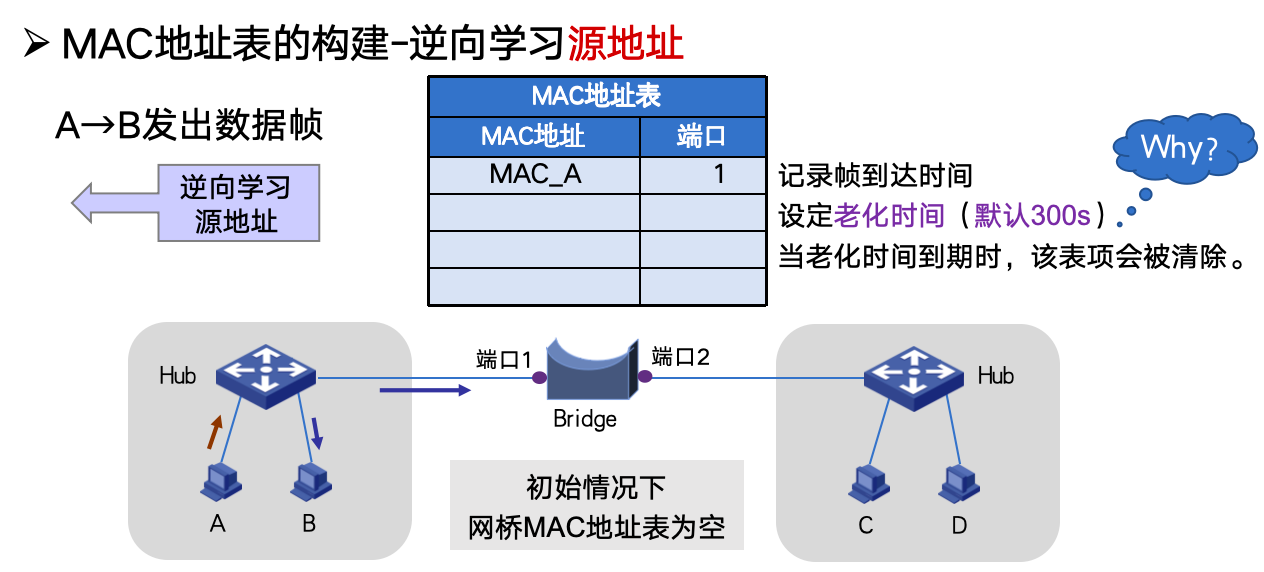 ➢ MAC地址表的构建-逆向学习源地址
A→B发出数据帧
逆向学习
源地址
MAC地址表
MAC地址 端口
MAC_A 1
Why?
记录帧到达时间
设定老化时间（默认300s）
当老化时间到期时，该表项会被清除。
Hub
端口1
端口2
Hub
Bridge
A
B
初始情况下
网桥MAC地址表为空
C
D